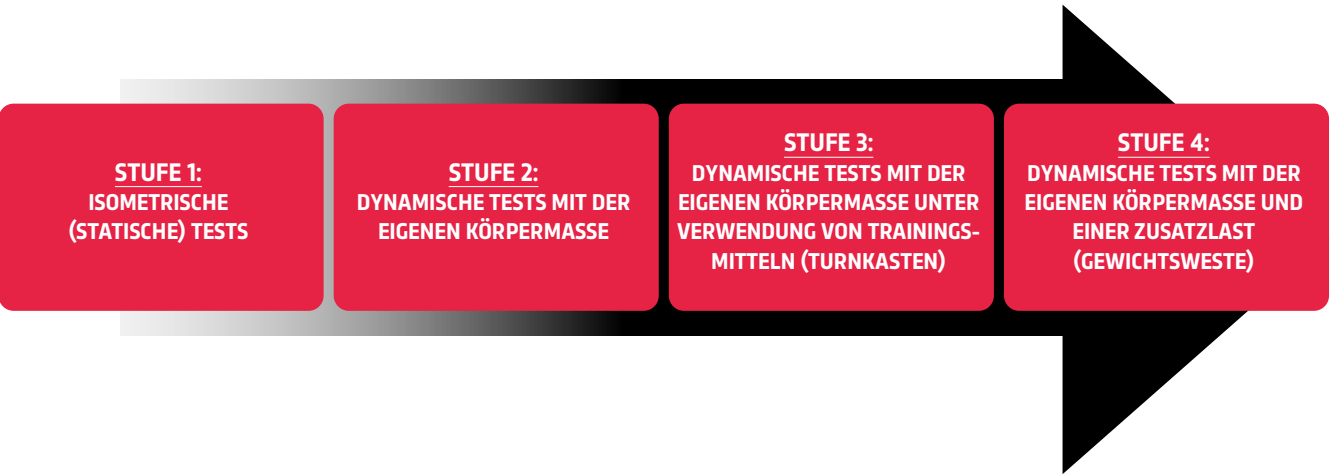 STUFE 1:
ISOMETRISCHE
(STATISCHE) TESTS
STUFE 2:
DYNAMISCHE TESTS MIT DER
EIGENEN KÖRPERMASSE
STUFE 3:
DYNAMISCHE TESTS MIT DER
EIGENEN KÖRPERMASSE UNTER
VERWENDUNG VON TRAININGS-
MITTELN (TURNKASTEN)
STUFE 4:
DYNAMISCHE TESTS MIT DER
EIGENEN KÖRPERMASSE UND
EINER ZUSATZLAST
(GEWICHTSWESTE)